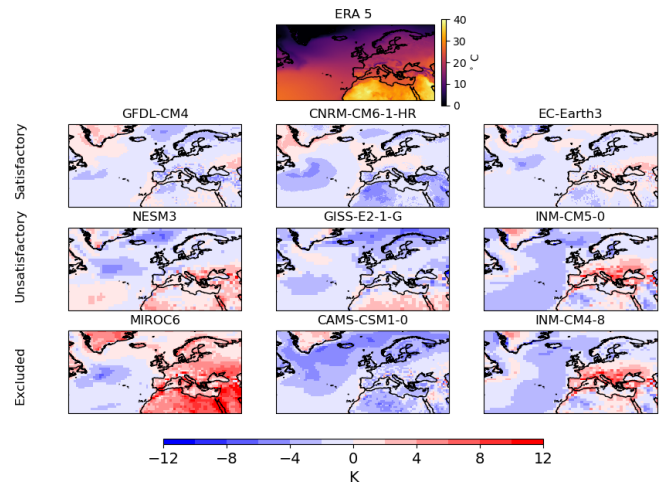 ERA 5
40
30
20
10
0
°C
GFDL-CM4
CNRM-CM6-1-HR
EC-Earth3
Satisfactory
NESM3
GISS-E2-1-G
INM-CM5-0
Unsatisfactory
MIROC6
CAMS-CSM1-0
INM-CM4-8
Excluded
−12 −8 −4 0 4 8 12
K